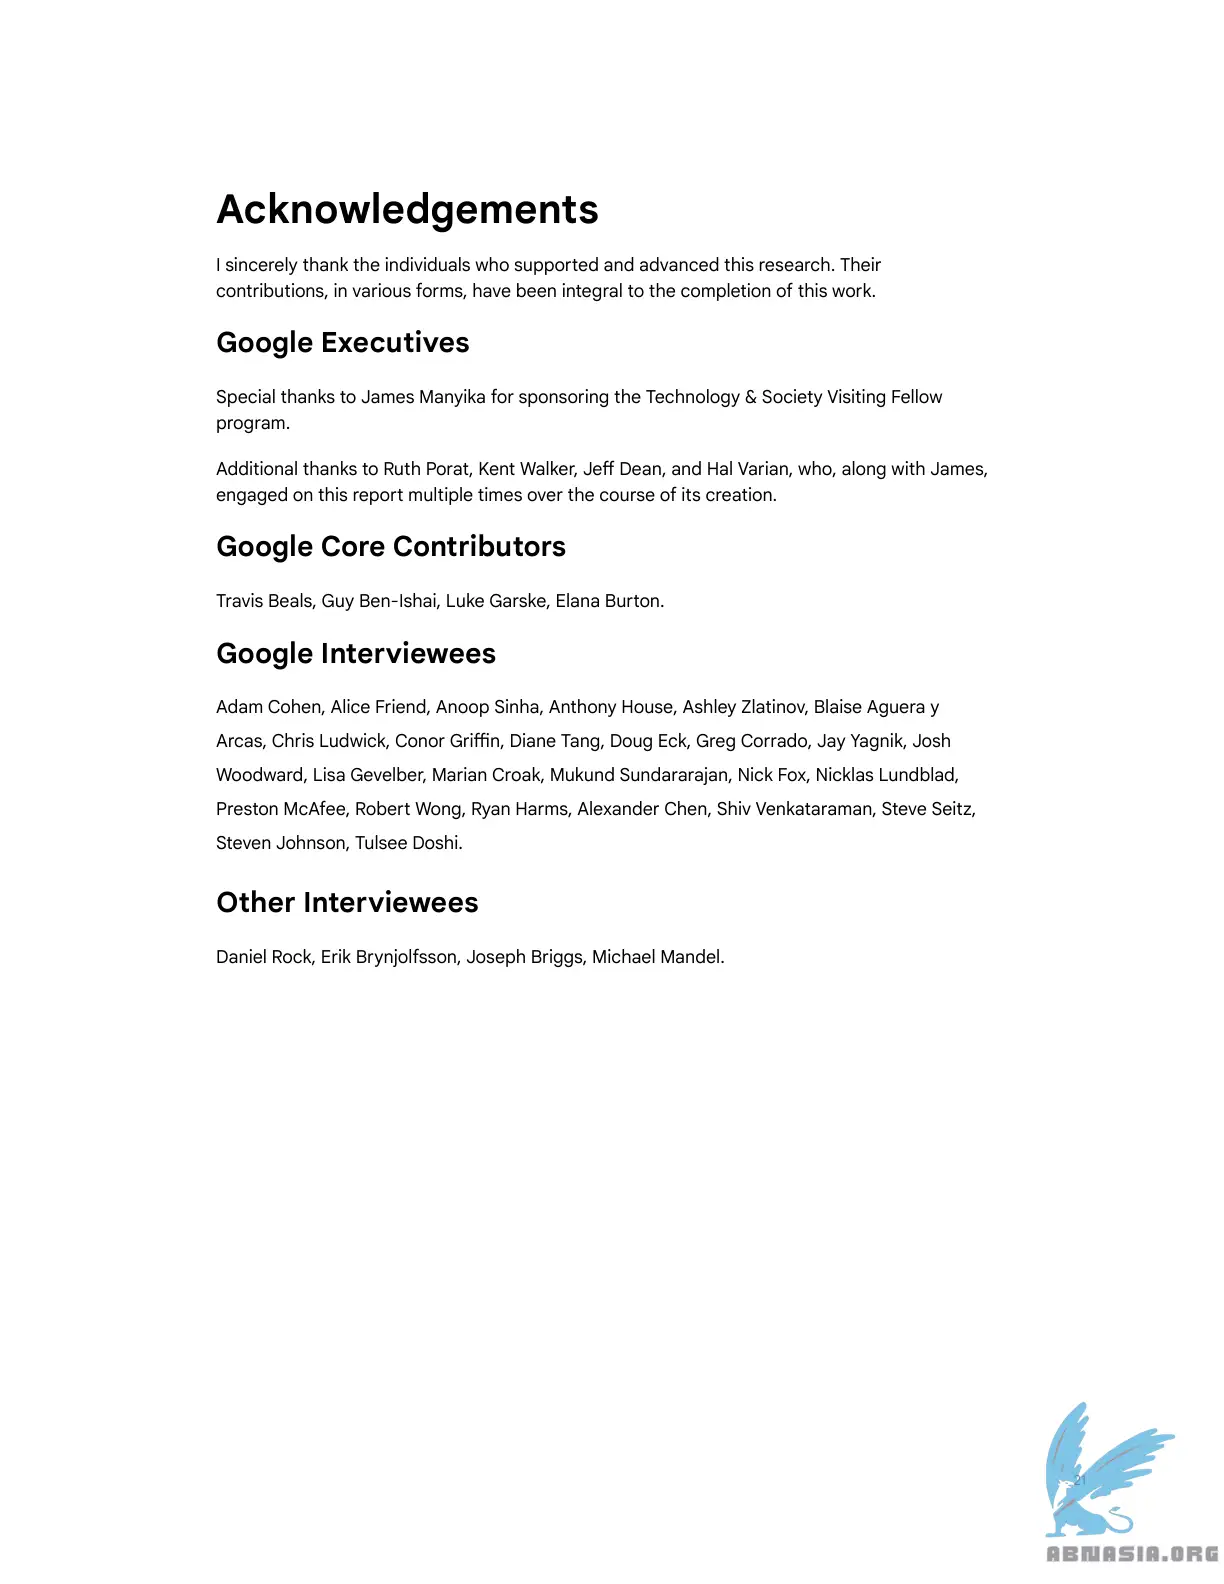 Acknowledgements
I sincerely thank the individuals who supported and advanced this research. Their
contributions, in various forms, have been integral to the completion of this work.
Google Executives
Special thanks to James Manyika for sponsoring the Technology & Society Visiting Fellow
program.
Additional thanks to Ruth Porat, Kent Walker, Jeff Dean, and Hal Varian, who, along with James,
engaged on this report multiple times over the course of its creation.
Google Core Contributors
Travis Beals, Guy Ben-Ishai, Luke Garske, Elana Burton.
Google Interviewees
Adam Cohen, Alice Friend, Anoop Sinha, Anthony House, Ashley Zlatinov, Blaise Aguera y
Arcas, Chris Ludwick, Conor Griffin, Diane Tang, Doug Eck, Greg Corrado, Jay Yagnik, Josh
Woodward, Lisa Gevelber, Marian Croak, Mukund Sundararajan, Nick Fox, Nicklas Lundblad,
Preston McAfee, Robert Wong, Ryan Harms, Alexander Chen, Shiv Venkataraman, Steve Seitz,
Steven Johnson, Tulsee Doshi.
Other Interviewees
Daniel Rock, Erik Brynjolfsson, Joseph Briggs, Michael Mandel.
21
ABNASIA.ORG